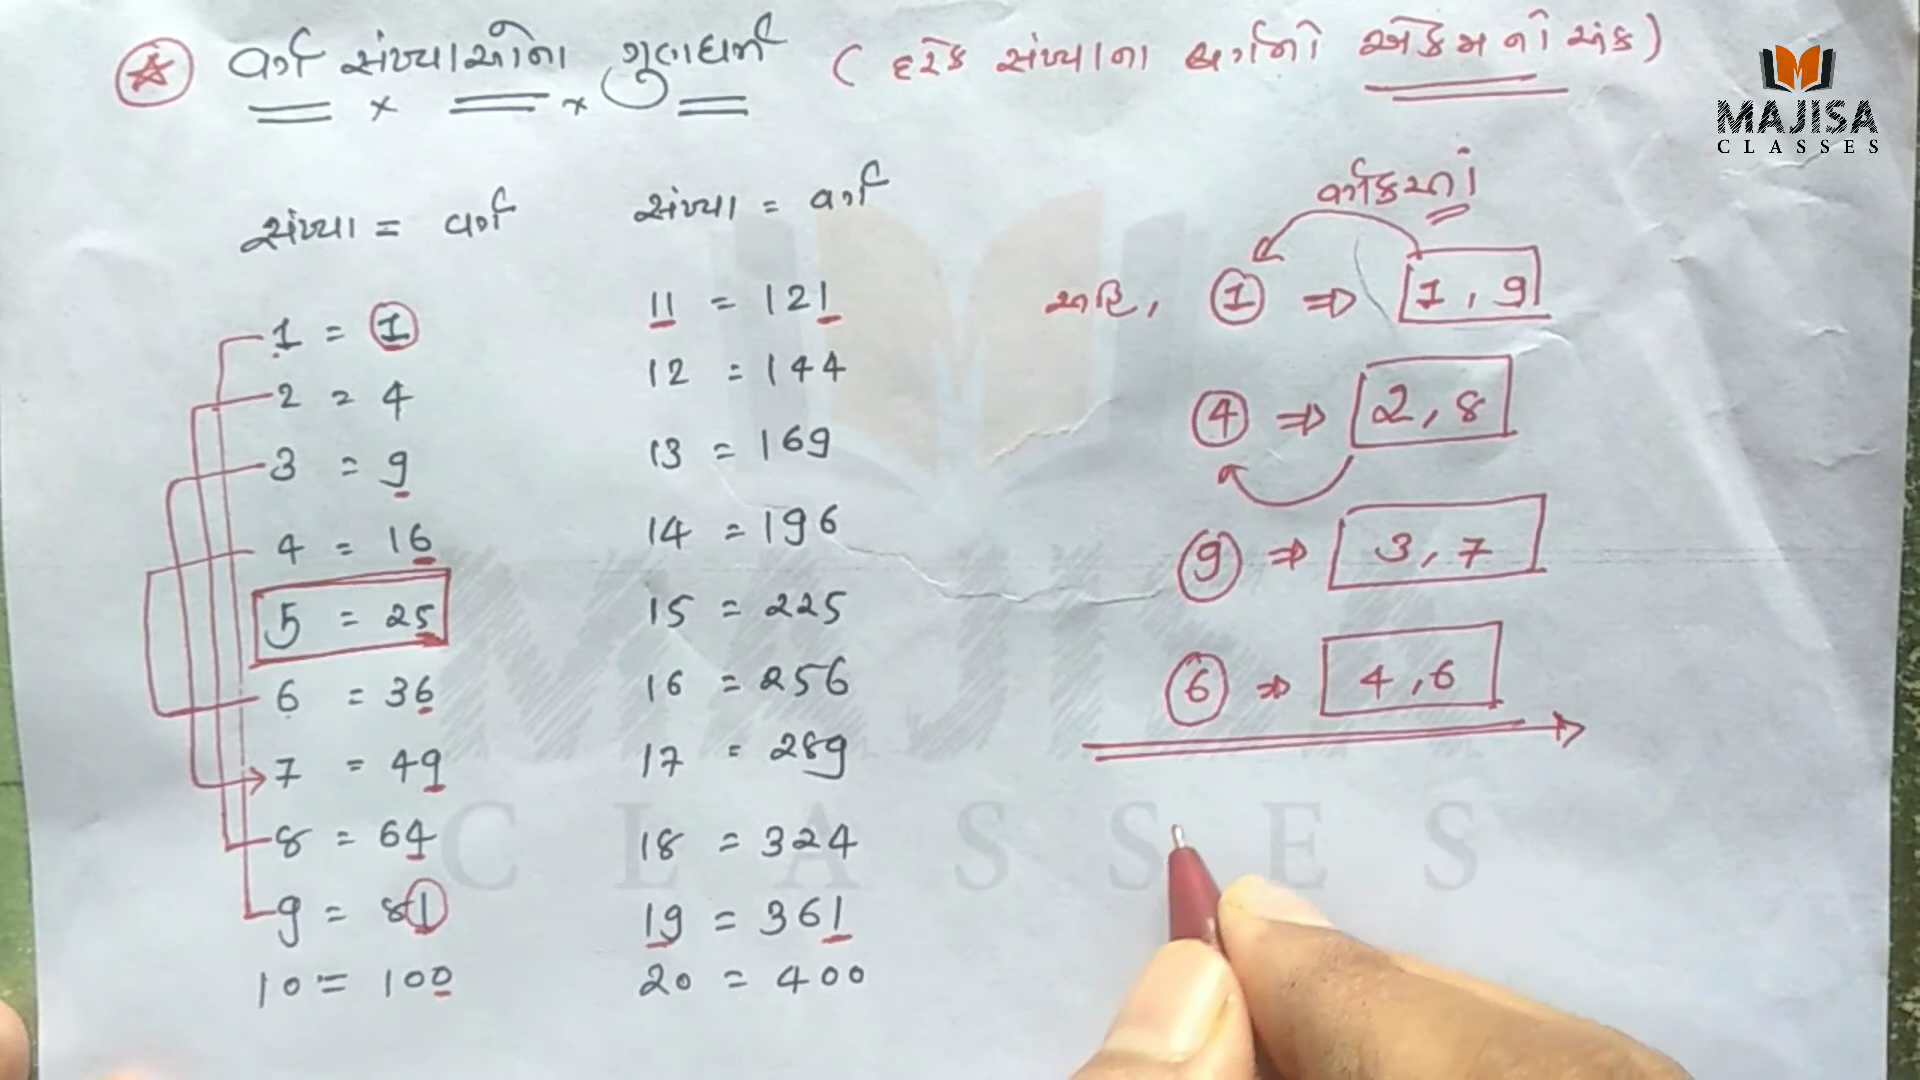 વર્ગ સંખ્યાઓના ગુણધર્મ (દરેક સંખ્યાના વર્ગનો એકમનો અંક)
MAJISA
CLASSES
સંખ્યા = વર્ગ
1 = 1
2 = 4
3 = 9
4 = 16
5 = 25
6 = 36
7 = 49
8 = 64
9 = 81
10 = 100
સંખ્યા = વર્ગ
11 = 121
12 = 144
13 = 169
14 = 196
15 = 225
16 = 256
17 = 289
18 = 324
19 = 361
20 = 400
1 ⇒ 1, 9
4 ⇒ 2, 8
9 ⇒ 3, 7
6 ⇒ 4, 6
MAJISA
CLASSES